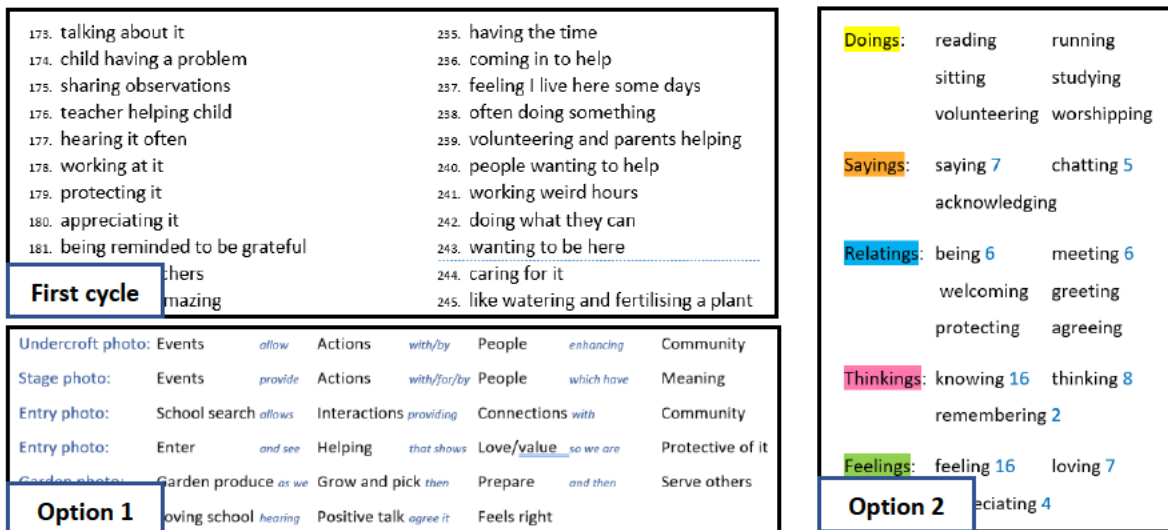 173. talking about it
174. child having a problem
175. sharing observations
176. teacher helping child
177. hearing it often
178. working at it
179. protecting it
180. appreciating it
181. being reminded to be grateful
First cycle
235. having the time
236. coming in to help
237. feeling I live here some days
238. often doing something
239. volunteering and parents helping
240. people wanting to help
241. working weird hours
242. doing what they can
243. wanting to be here
244. caring for it
245. like watering and fertilising a plant
Undercroft photo: Events allow Actions with/by People enhancing Community
Stage photo: Events provide Actions with/for/by People which have Meaning
Entry photo: School search allows Interactions providing Connections with Community
Entry photo: Enter and see Helping that shows Love/value so we are Protective of it
Garden photo: Garden produce as we Grow and pick then Prepare and then Serve others
Option 1
school hearing Positive talk agree it Feels right
Doings: reading running
sitting studying
volunteering worshipping
Sayings: saying 7 chatting 5
acknowledging
Relatings: being 6 meeting 6
welcoming greeting
protecting agreeing
Thinkings: knowing 16 thinking 8
remembering 2
Feelings: feeling 16 loving 7
4
Option 2